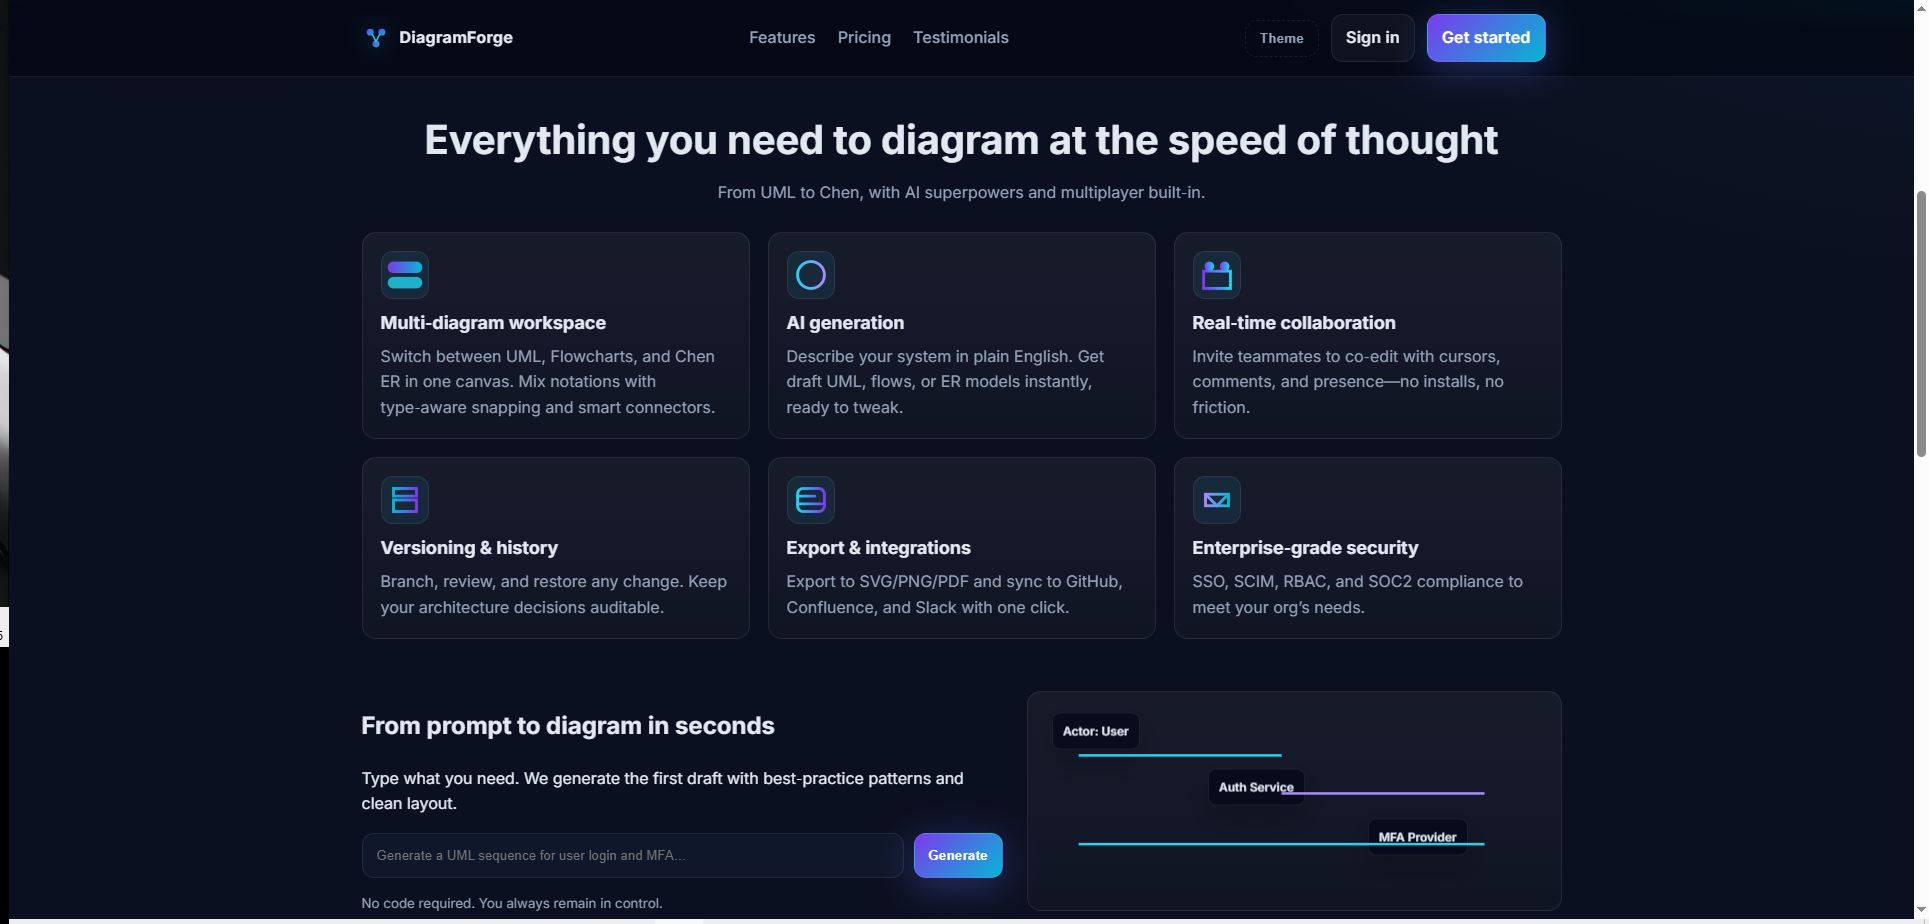 DiagramForge
Features
Pricing
Testimonials
Theme
Sign in
Get started
Everything you need to diagram at the speed of thought
From UML to Chen, with AI superpowers and multiplayer built-in.
Multi-diagram workspace
Switch between UML, Flowcharts, and Chen
ER in one canvas. Mix notations with
type-aware snapping and smart connectors.
AI generation
Describe your system in plain English. Get
draft UML, flows, or ER models instantly,
ready to tweak.
Real-time collaboration
Invite teammates to co-edit with cursors,
comments, and presence—no installs, no
friction.
Versioning & history
Branch, review, and restore any change. Keep
your architecture decisions auditable.
Export & integrations
Export to SVG/PNG/PDF and sync to GitHub,
Confluence, and Slack with one click.
Enterprise-grade security
SSO, SCIM, RBAC, and SOC2 compliance to
meet your org’s needs.
From prompt to diagram in seconds
Type what you need. We generate the first draft with best-practice patterns and
clean layout.
Generate a UML sequence for user login and MFA...
Generate
No code required. You always remain in control.
Actor: User
Auth Service
MFA Provider